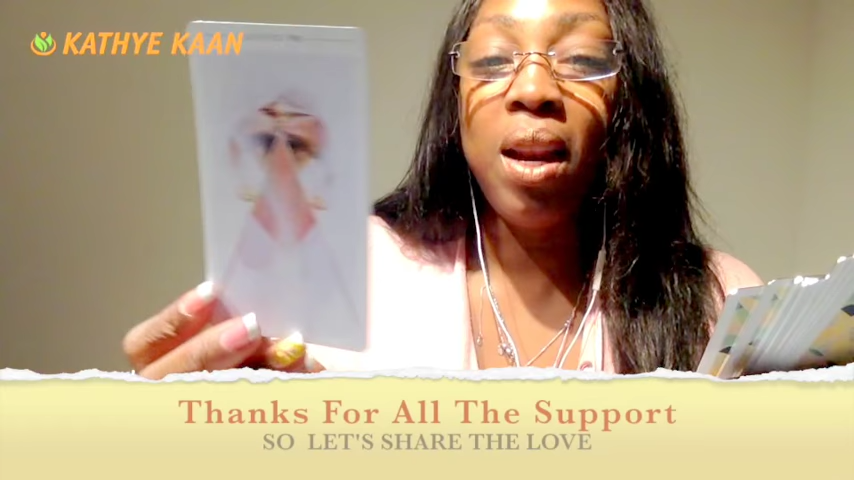 KATHYE KAAN
Thanks For All The Support
SO LET'S SHARE THE LOVE